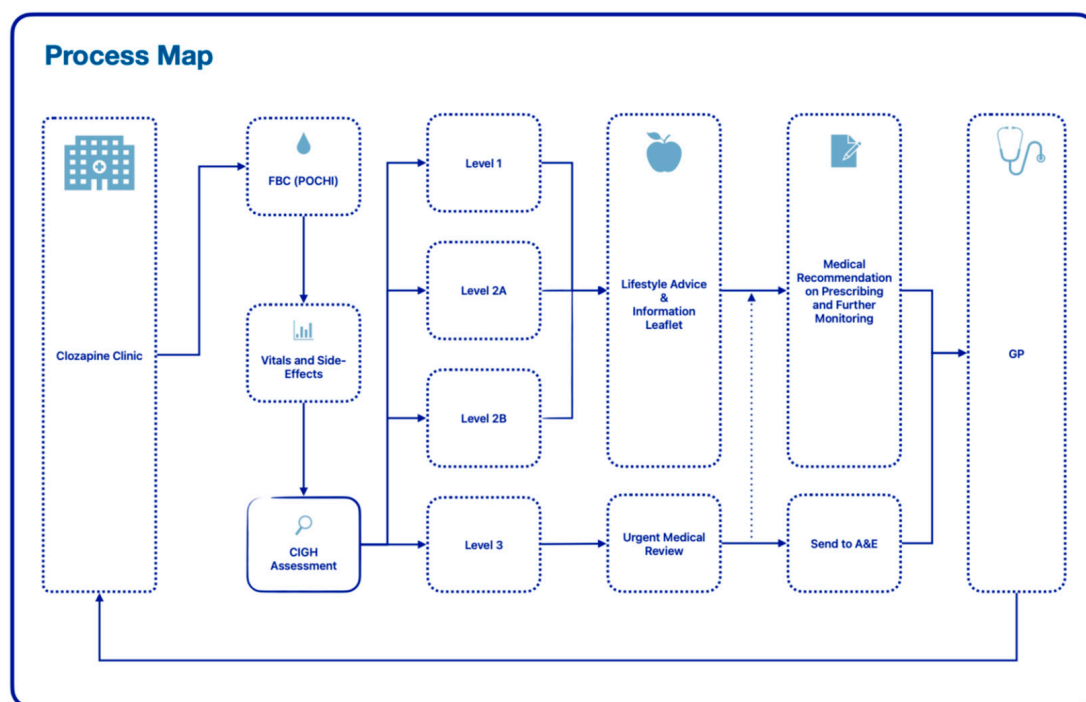 Process Map
Clozapine Clinic
FBC (POCHI)
Vitals and Side-
Effects
CIGH
Assessment
Level 1
Level 2A
Level 2B
Level 3
Lifestyle Advice
&
Information
Leaflet
Urgent Medical
Review
Medical
Recommendation
on Prescribing
and Further
Monitoring
Send to A&E
GP